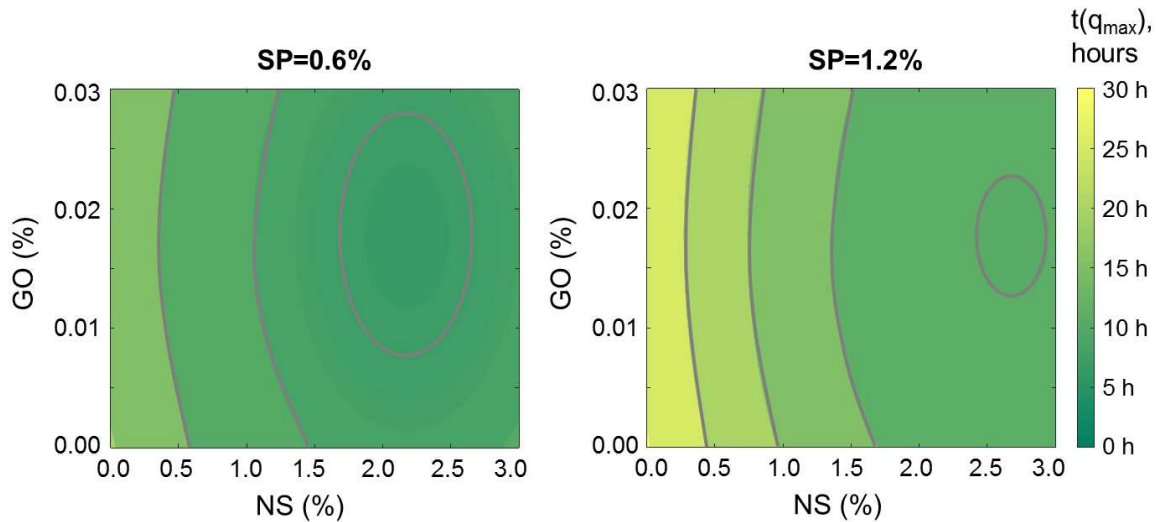 SP=0.6%
0.03
0.02
0.01
0.00
GO (%)
0.0 0.5 1.0 1.5 2.0 2.5 3.0
NS (%)
SP=1.2%
0.03
0.02
0.01
0.00
GO (%)
0.0 0.5 1.0 1.5 2.0 2.5 3.0
NS (%)
t(qmax),
hours
30 h
25 h
20 h
15 h
10 h
5 h
0 h